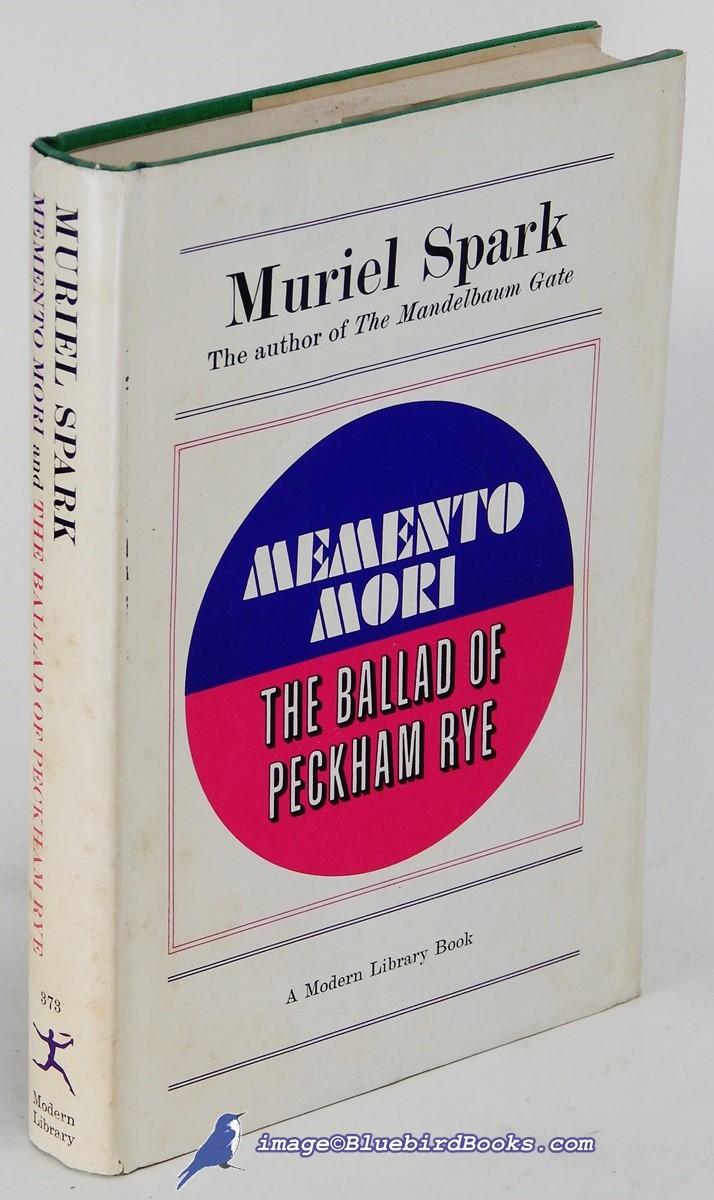 MURIEL SPARK
MEMENTO MORI and THE BALLAD OF PECKHAM RYE
373
Modern
Library
Muriel Spark
The author of The Mandelbaum Gate
MEMENTO
MORI
THE BALLAD OF
PECKHAM RYE
A Modern Library Book
image©BluebirdBooks.com